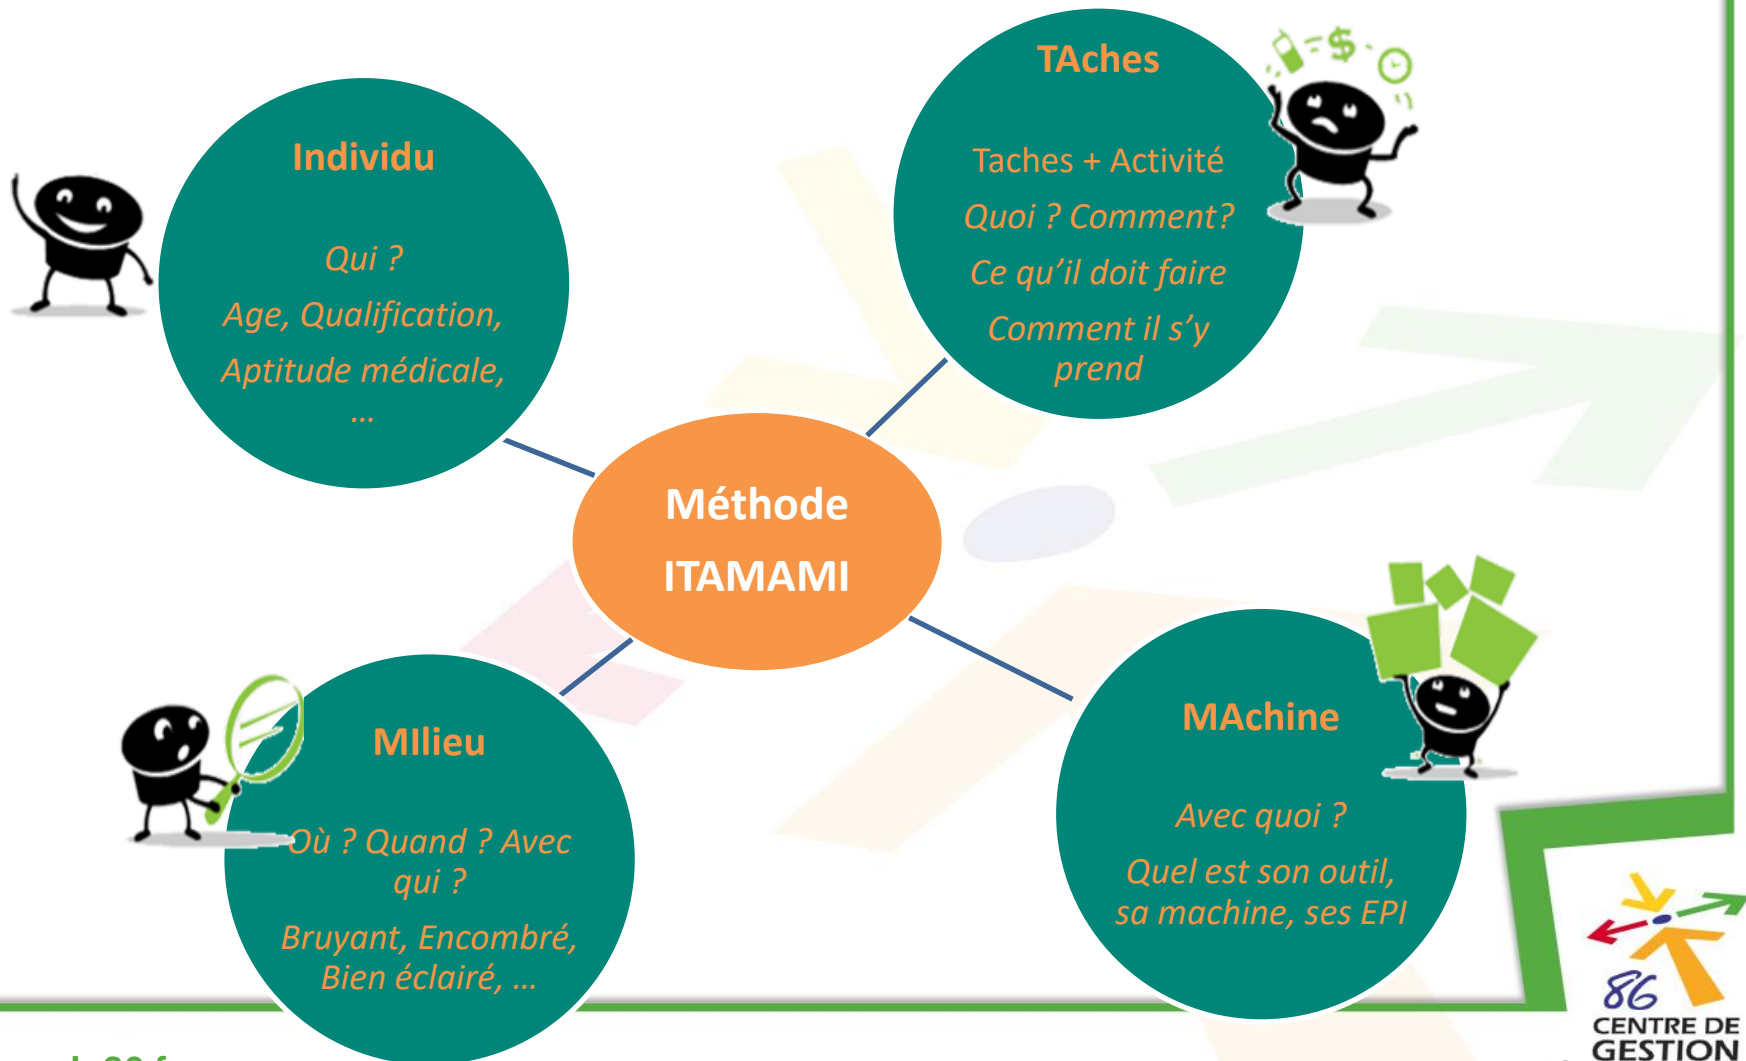 TAches
Taches + Activité
Quoi ? Comment?
Ce qu’il doit faire
Comment il s’y
prend
Individu
Qui ?
Age, Qualification,
Aptitude médicale,
...
Méthode
ITAMAMI
MIlieu
Où ? Quand ? Avec
qui ?
Bruyant, Encombré,
Bien éclairé, ...
MAchine
Avec quoi ?
Quel est son outil,
sa machine, ses EPI
86
CENTRE DE
GESTION